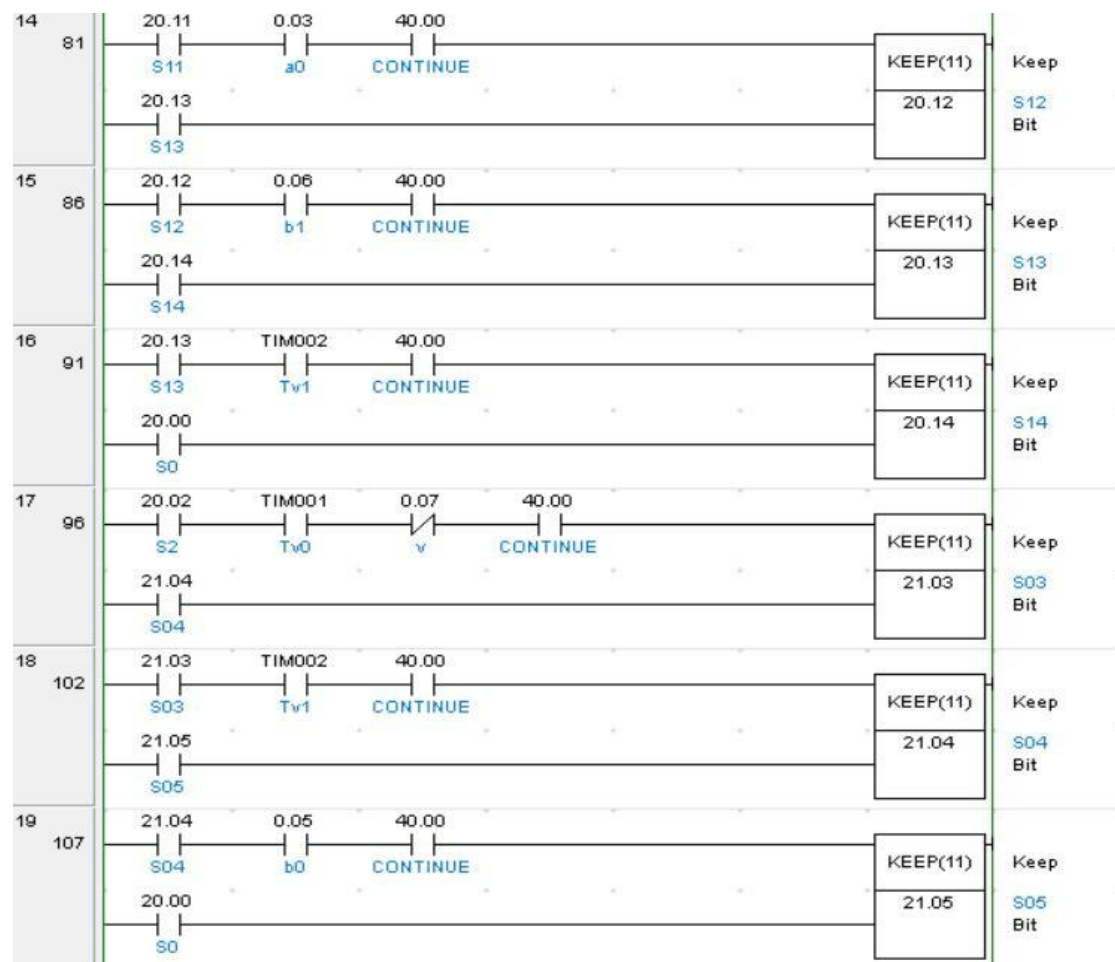 14 20.11 0.03 40.00
81 KEEP(11) Keep
S11 a0 CONTINUE
20.13 20.12 S12
Bit
S13
15 20.12 0.06 40.00
86 KEEP(11) Keep
S12 b1 CONTINUE
20.14 20.13 S13
Bit
S14
16 20.13 TIM002 40.00
91 KEEP(11) Keep
S13 Tv1 CONTINUE
20.00 20.14 S14
Bit
S0
17 20.02 TIM001 0.07 40.00
96 KEEP(11) Keep
S2 Tv0 v CONTINUE
21.04 21.03 S03
Bit
S04
18 21.03 TIM002 40.00
102 KEEP(11) Keep
S03 Tv1 CONTINUE
21.05 21.04 S04
Bit
S05
19 21.04 0.05 40.00
107 KEEP(11) Keep
S04 b0 CONTINUE
20.00 21.05 S05
Bit
S0